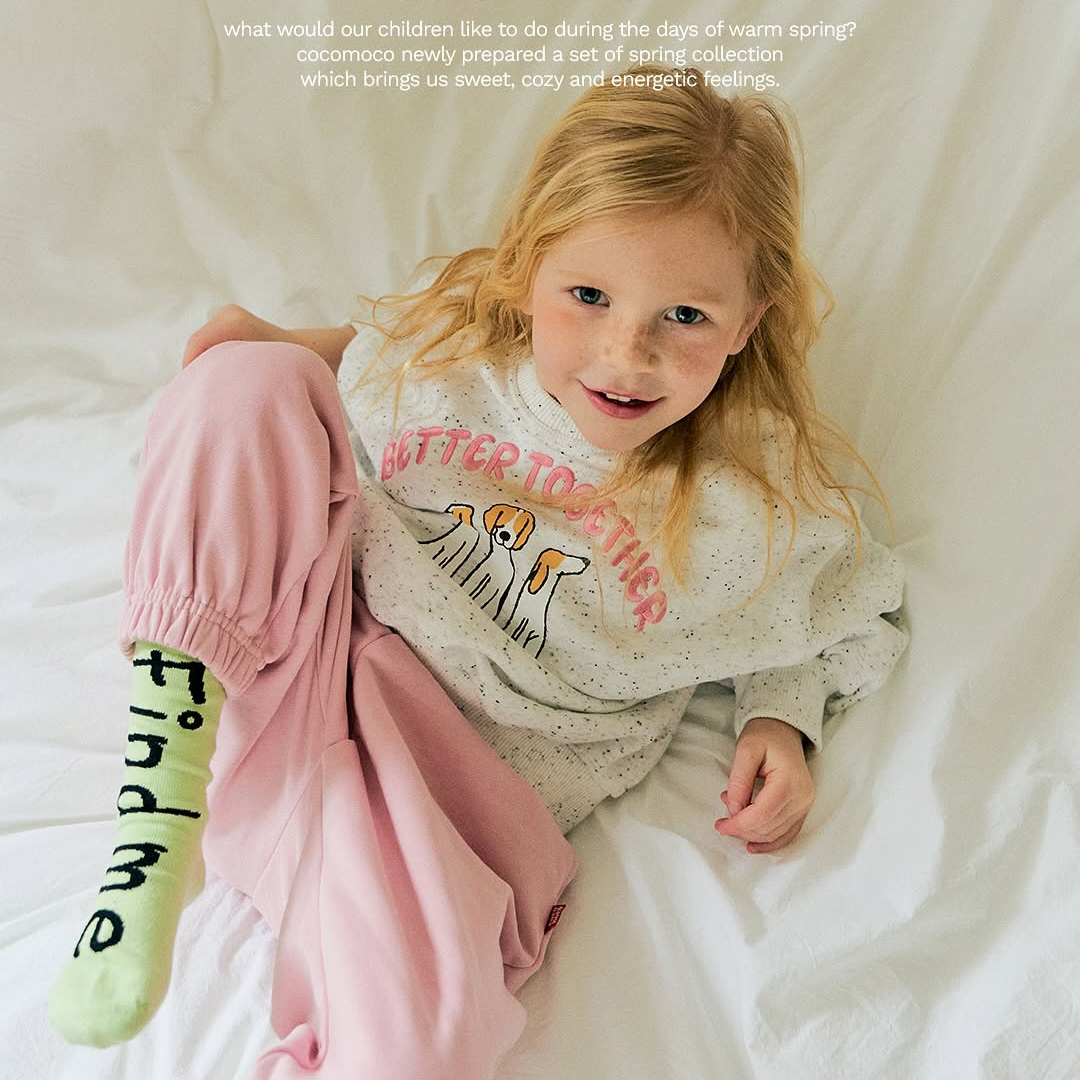 what would our children like to do during the days of warm spring?
cocomoco newly prepared a set of spring collection
which brings us sweet, cozy and energetic feelings.
BETTER TOGETHER
Find me